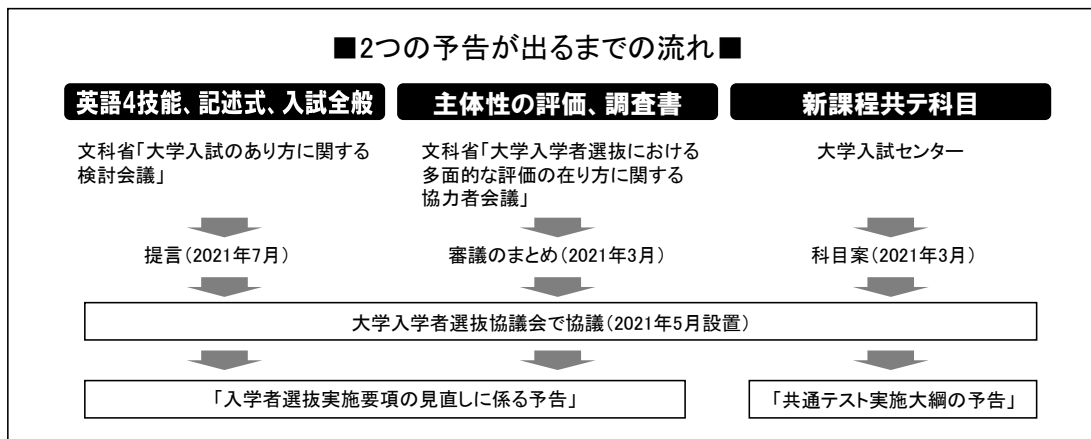 ■2つの予告が出るまでの流れ■
英語4技能、記述式、入試全般
主体性の評価、調査書
新課程共テ科目
文科省「大学入試のあり方に関する
検討会議」
文科省「大学入学者選抜における
多面的な評価の在り方に関する
協力者会議」
大学入試センター
提言(2021年7月)
審議のまとめ(2021年3月)
科目案(2021年3月)
大学入学者選抜協議会で協議(2021年5月設置)
「入学者選抜実施要項の見直しに係る予告」
「共通テスト実施大綱の予告」